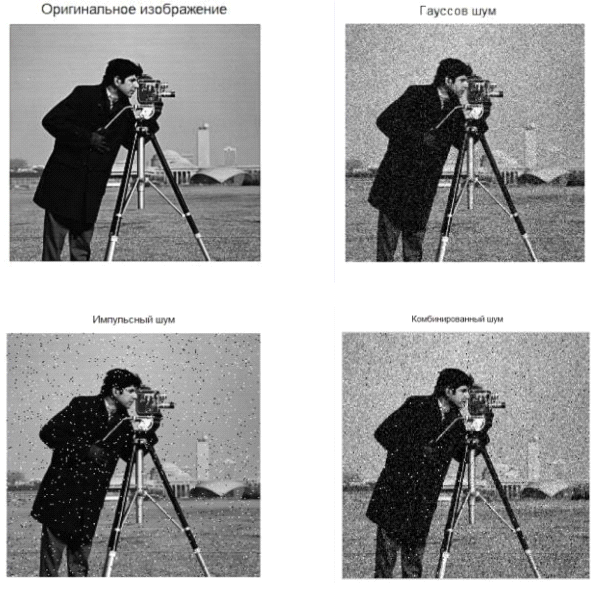 Оригинальное изображение
Гауссов шум
Импульсный шум
Комбинированный шум